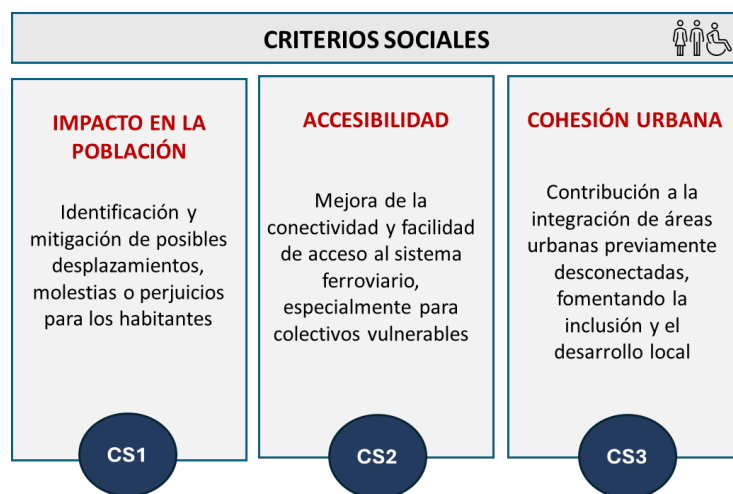 CRITERIOS SOCIALES
IMPACTO EN LA
POBLACIÓN
Identificación y
mitigación de posibles
desplazamientos,
molestias o perjuicios
para los habitantes
CS1
ACCESIBILIDAD
Mejora de la
conectividad y facilidad
de acceso al sistema
ferroviario,
especialmente para
colectivos vulnerables
CS2
COHESIÓN URBANA
Contribución a la
integración de áreas
urbanas previamente
desconectadas,
fomentando la
inclusión y el
desarrollo local
CS3